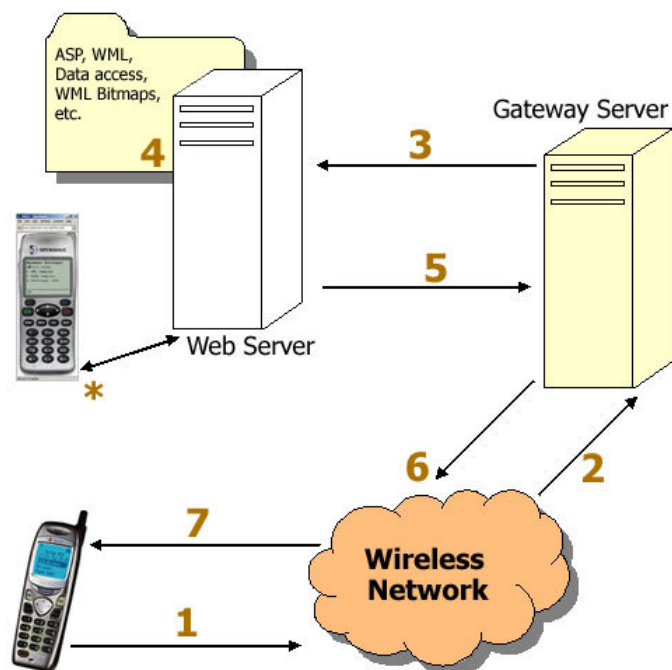 ASP, WML,
Data access,
WML Bitmaps,
etc.
Gateway Server
4
3
5
Web Server
*
6
2
7
Wireless
Network
1